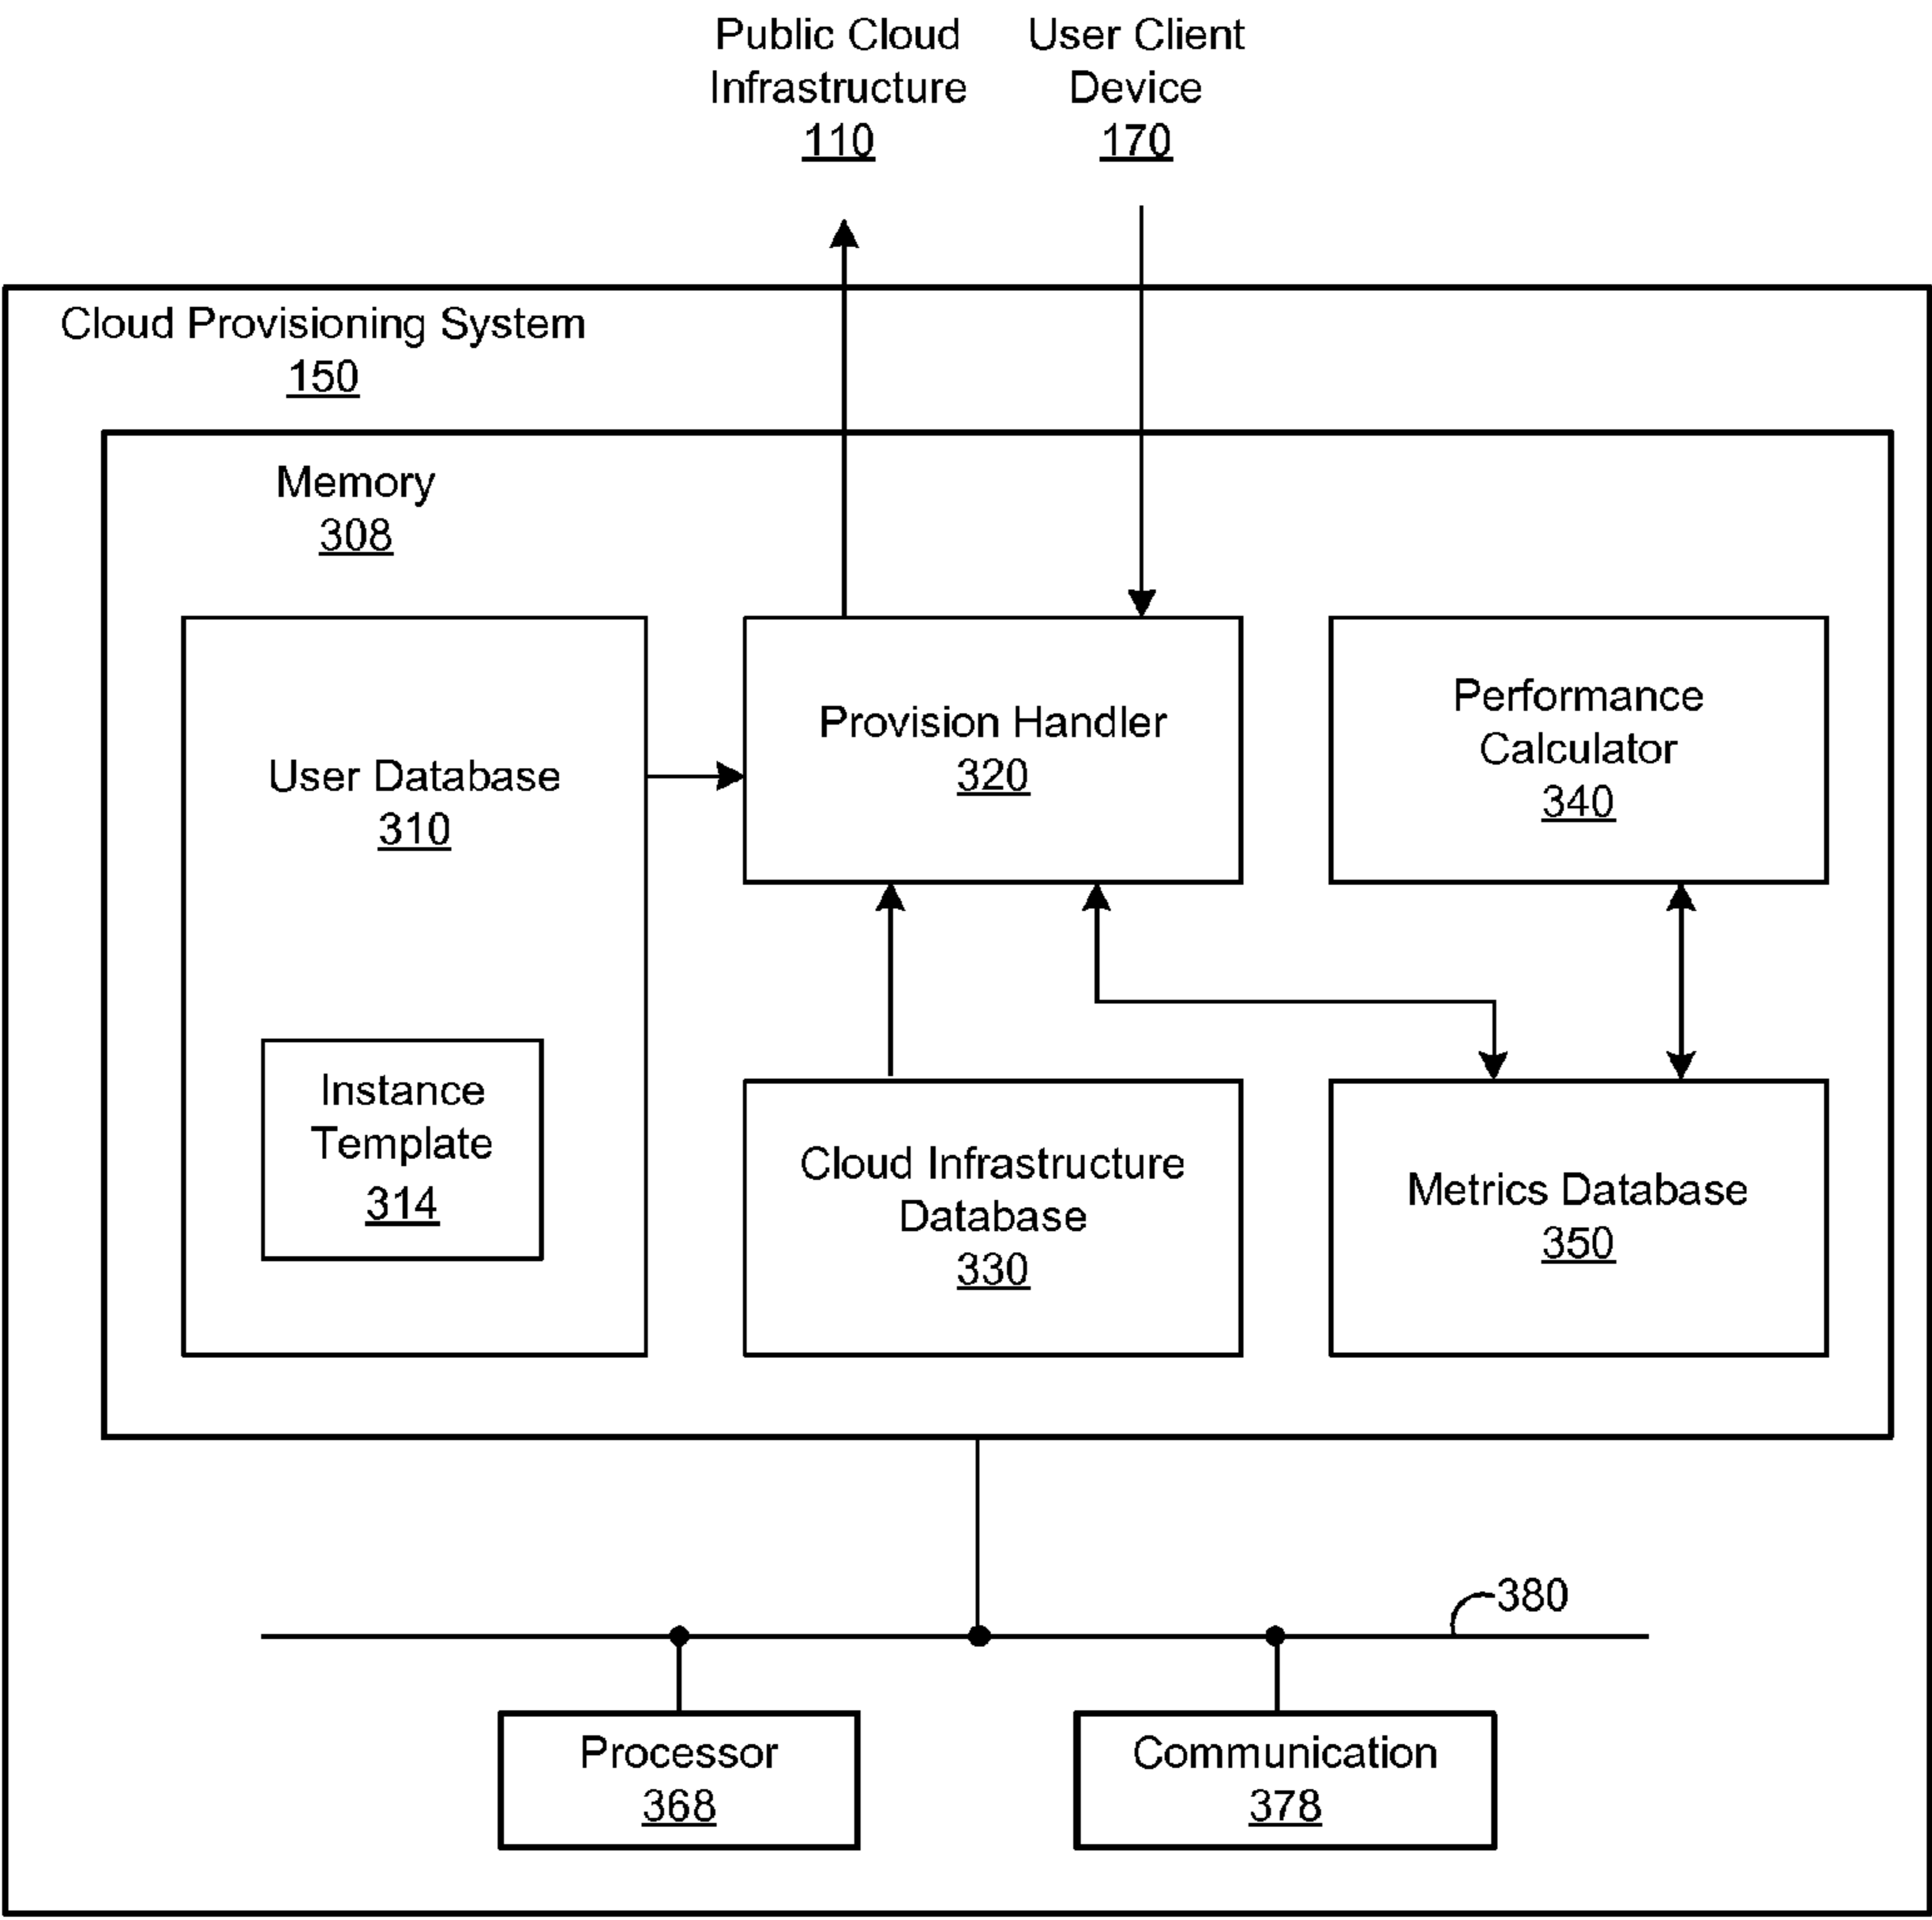 Public Cloud
Infrastructure
110
User Client
Device
170
Cloud Provisioning System
150
Memory
308
User Database
310
Instance
Template
314
Provision Handler
320
Performance
Calculator
340
Cloud Infrastructure
Database
330
Metrics Database
350
380
Processor
368
Communication
378